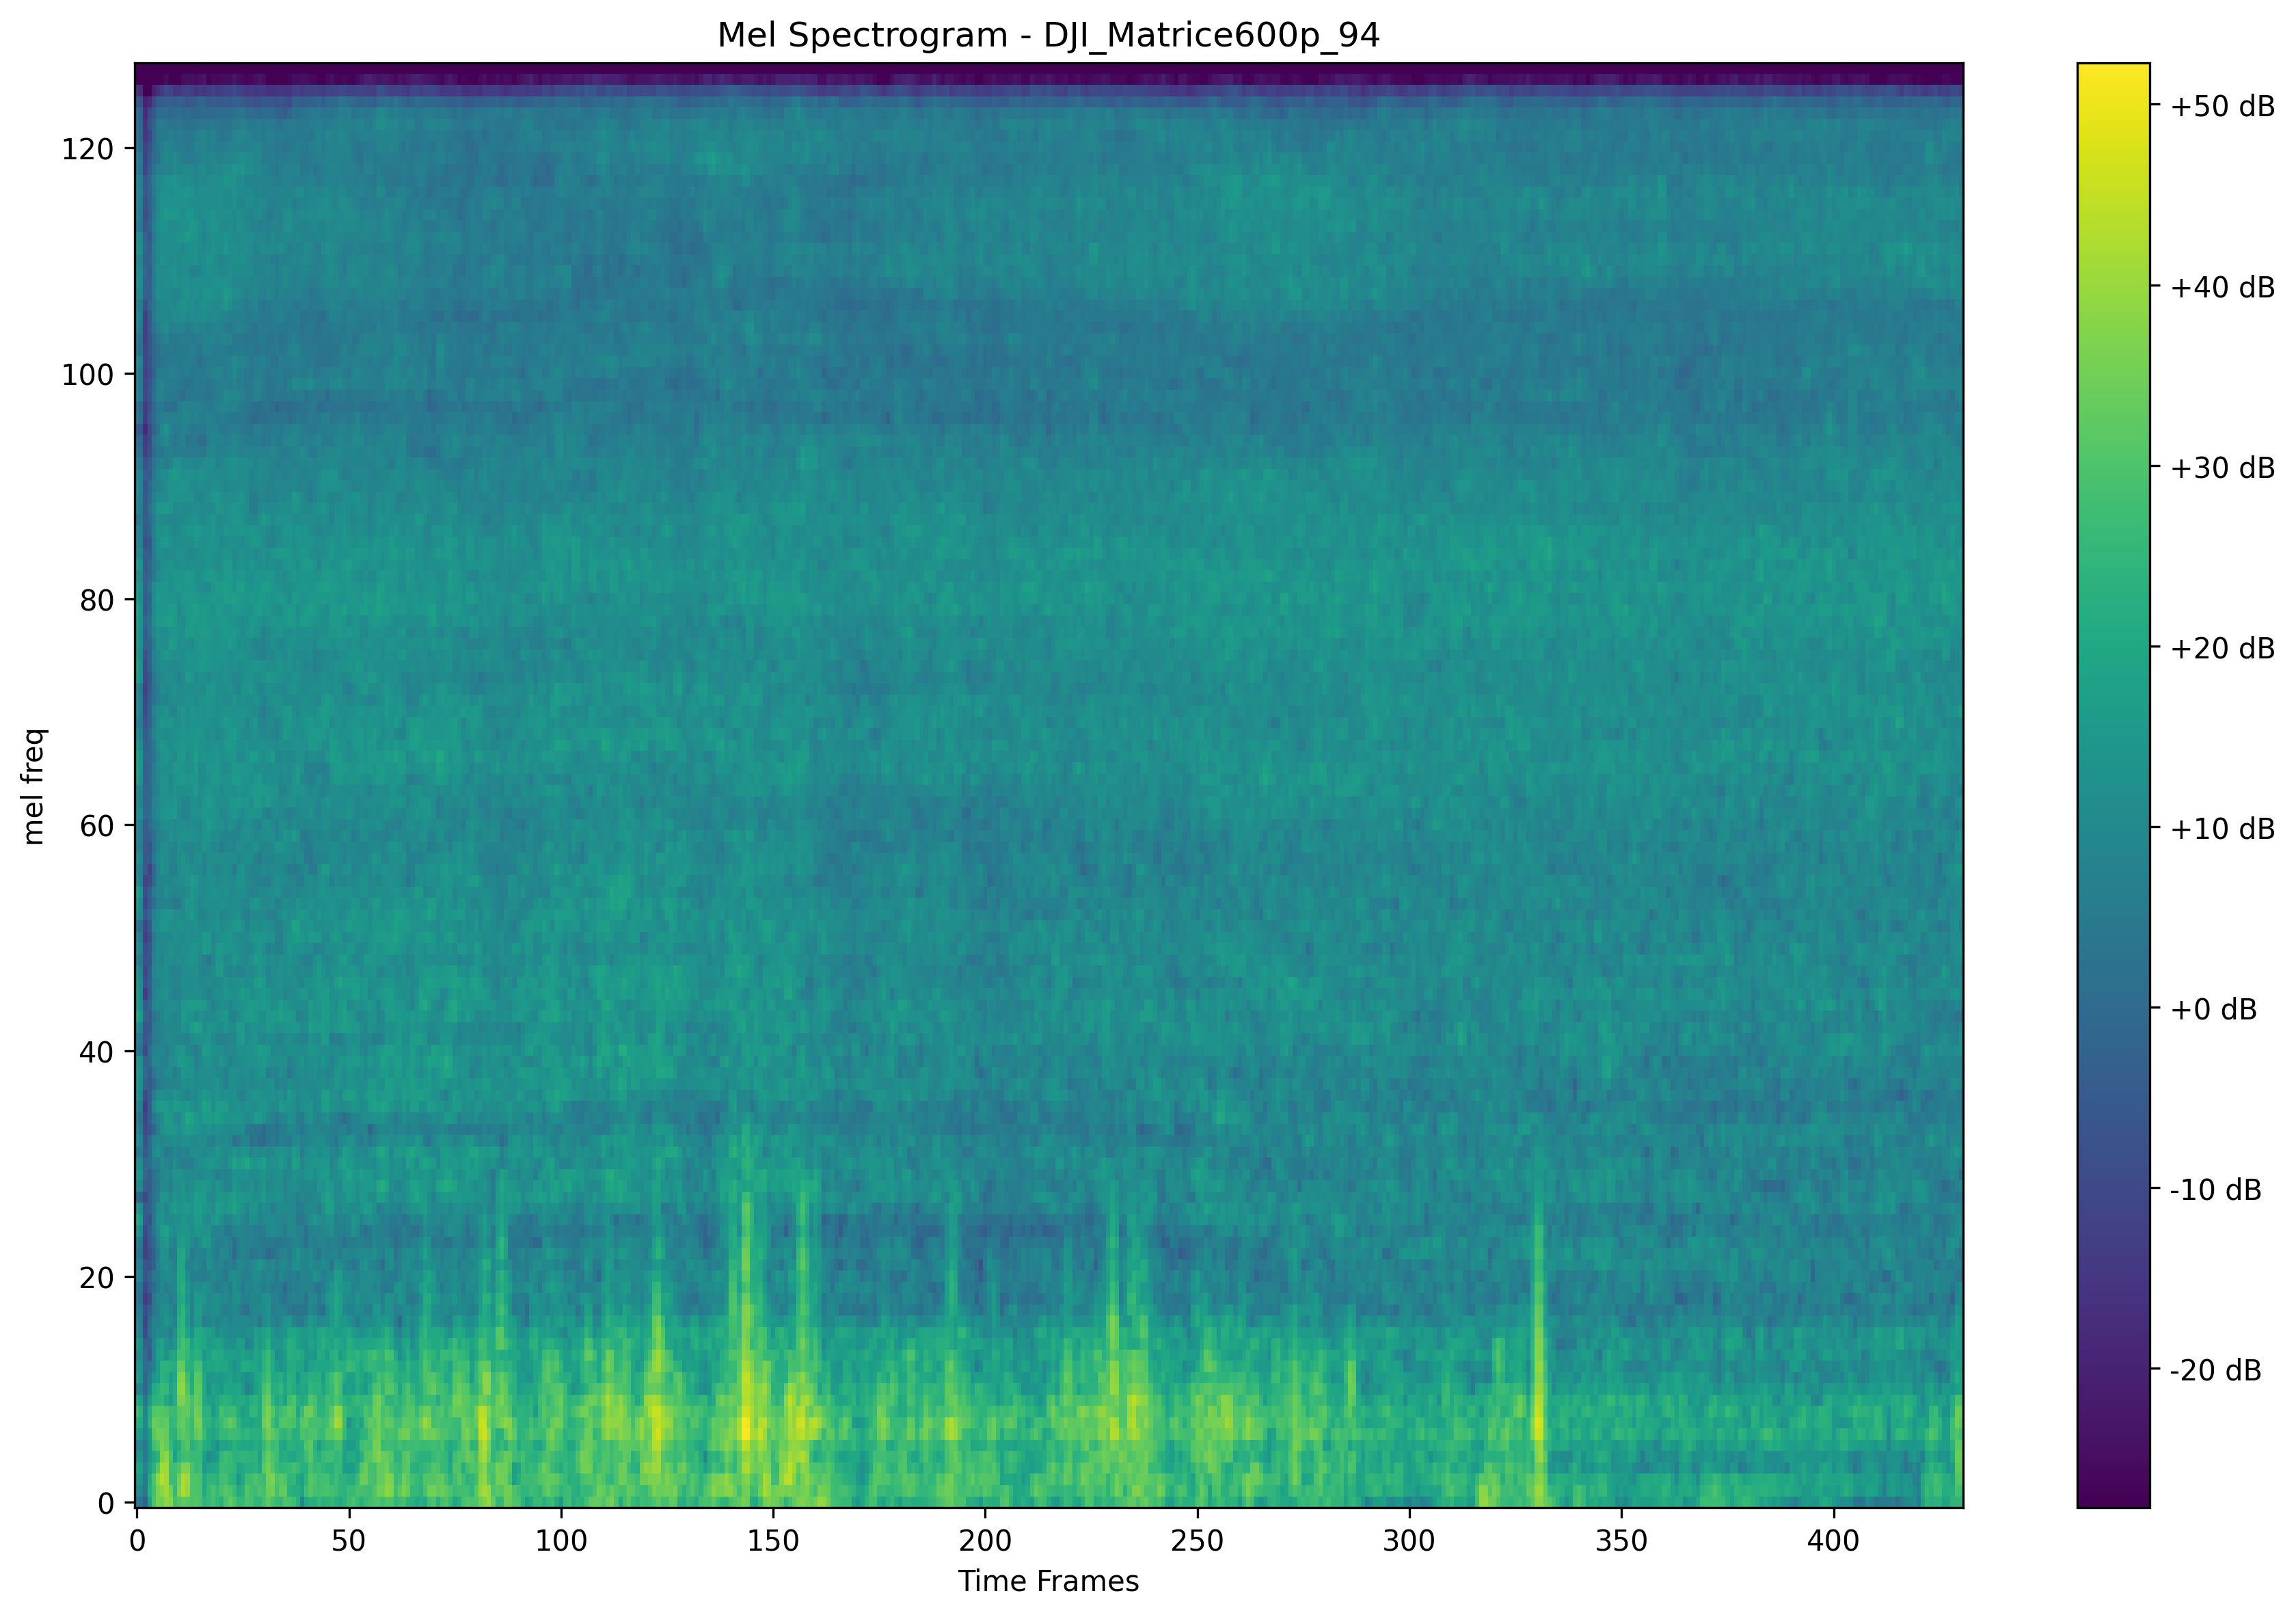 Mel Spectrogram - DJI_Matrice600p_94
mel freq
120
100
80
60
40
20
0
0 50 100 150 200 250 300 350 400
Time Frames
+50 dB
+40 dB
+30 dB
+20 dB
+10 dB
+0 dB
-10 dB
-20 dB